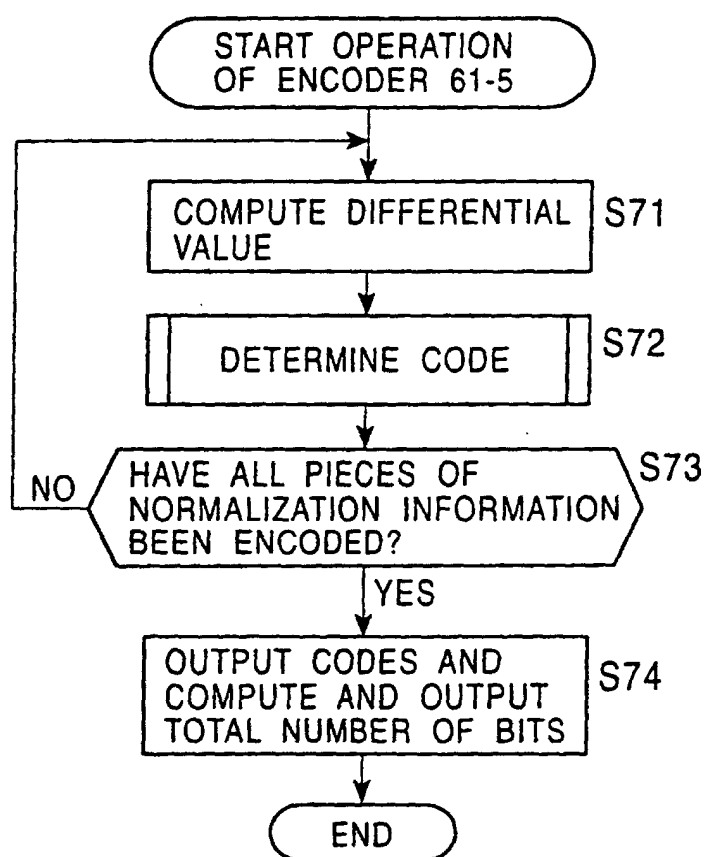 START OPERATION
OF ENCODER 61-5
COMPUTE DIFFERENTIAL
VALUE
S71
DETERMINE CODE
S72
HAVE ALL PIECES OF
NORMALIZATION INFORMATION
BEEN ENCODED?
S73
NO
YES
OUTPUT CODES AND
COMPUTE AND OUTPUT
TOTAL NUMBER OF BITS
S74
END